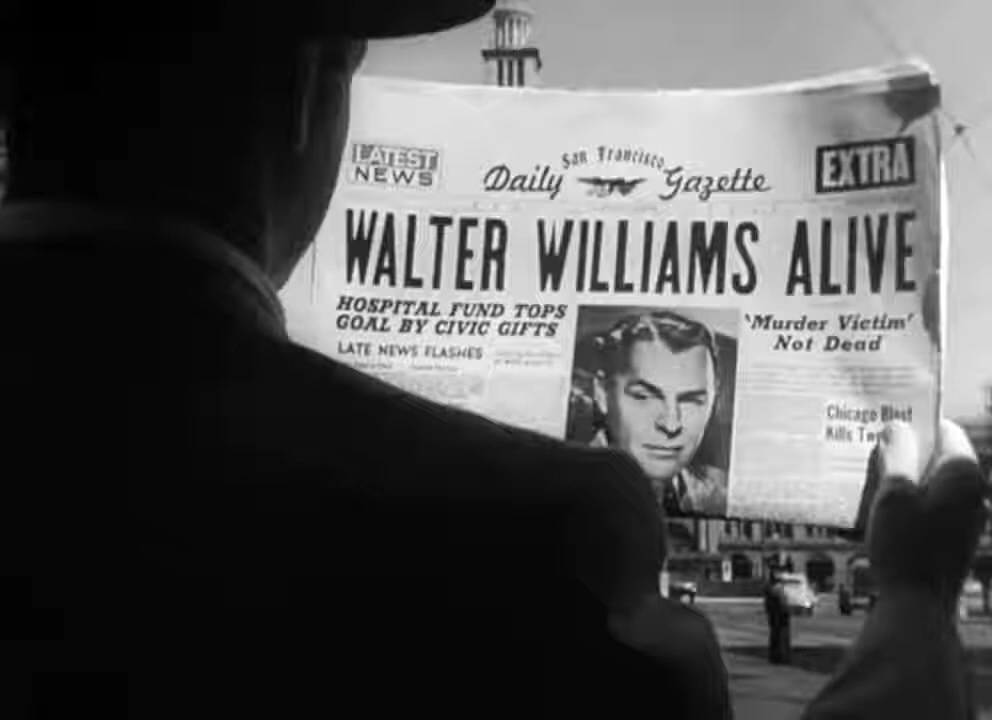 LATEST
NEWS
San Francisco
Daily Gazette
EXTRA
WALTER WILLIAMS ALIVE
HOSPITAL FUND TOPS
GOAL BY CIVIC GIFTS
LATE NEWS FLASHES
'Murder Victim'
Not Dead
Chicago Blast
Kills